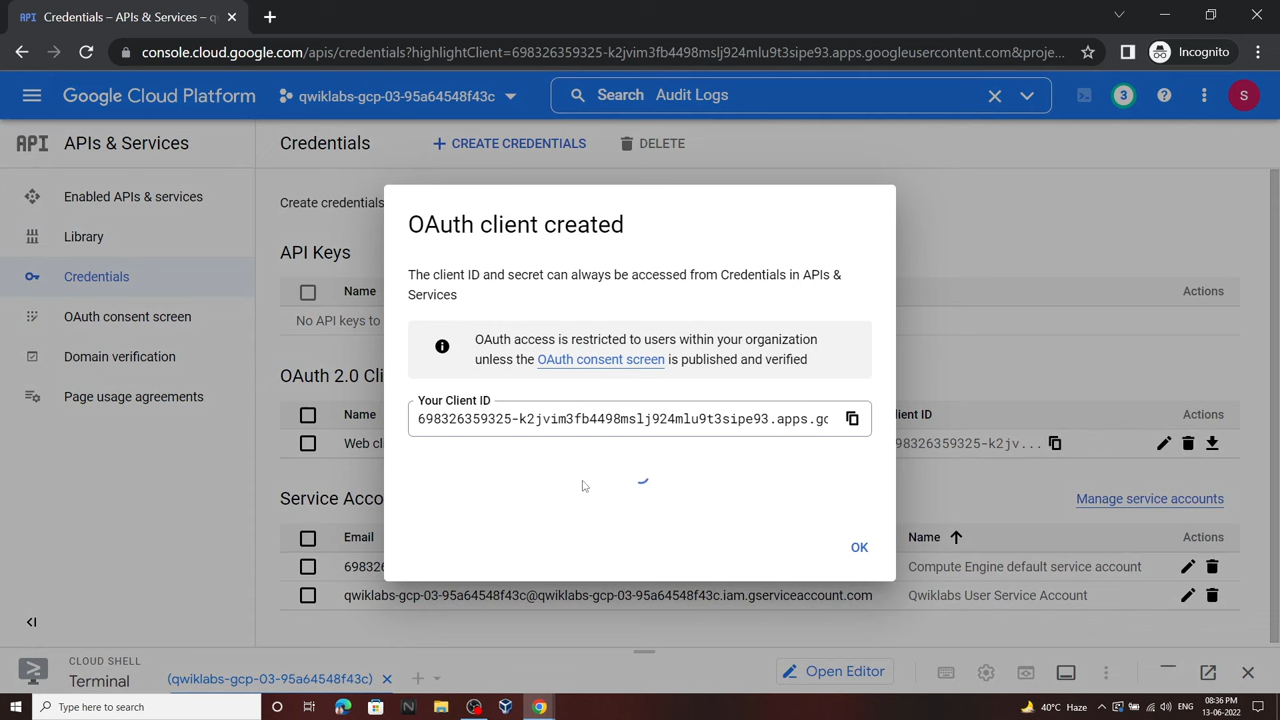 API Credentials – APIs & Services – q
console.cloud.google.com/apis/credentials?highlightClient=698326359325-k2jvim3fb4498mslj924mlu9t3sipe93.apps.googleusercontent.com&proje...
Incognito
Google Cloud Platform
qwiklabs-gcp-03-95a64548f43c
Search Audit Logs
3
S
API APIs & Services
Credentials
CREATE CREDENTIALS
DELETE
Enabled APIs & services
Library
Credentials
OAuth consent screen
Domain verification
Page usage agreements
Create credentials
API Keys
Name
Actions
No API keys to
OAuth 2.0 Cli
Name
lient ID
Actions
Web cl
98326359325-k2jv...
Service Acco
Manage service accounts
Email
Name
Actions
69832
Compute Engine default service account
qwiklabs-gcp-03-95a64548f43c@qwiklabs-gcp-03-95a64548f43c.iam.gserviceaccount.com
Qwiklabs User Service Account
OAuth client created
The client ID and secret can always be accessed from Credentials in APIs &
Services
OAuth access is restricted to users within your organization
unless the OAuth consent screen is published and verified
Your Client ID
698326359325-k2jvim3fb4498mslj924mlu9t3sipe93.apps.gc
OK
CLOUD SHELL
Terminal
(qwiklabs-gcp-03-95a64548f43c)
Open Editor
Type here to search
40°C Haze
ENG
08:36 PM
13-06-2022